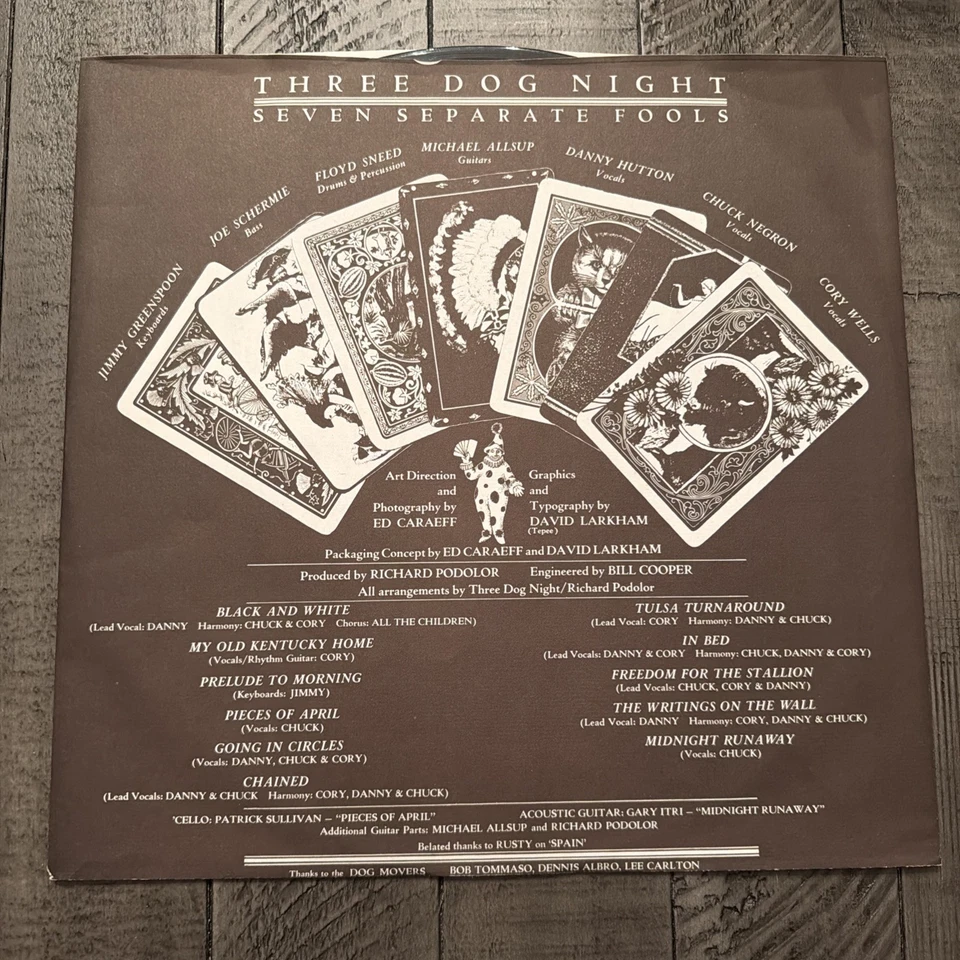 THREE DOG NIGHT
SEVEN SEPARATE FOOLS
JIMMY GREENSPOON
Keyboards
JOE SCHERMIE
Bass
FLOYD SNEED
Drums & Percussion
MICHAEL ALLSUP
Guitars
DANNY HUTTON
Vocals
CHUCK NEGRON
Vocals
CORY WELLS
Vocals
Art Direction
and
Photography by
ED CARAEFF
Graphics
and
Typography by
DAVID LARKHAM
(Tepee)
Packaging Concept by ED CARAEFF and DAVID LARKHAM
Produced by RICHARD PODOLOR Engineered by BILL COOPER
All arrangements by Three Dog Night/Richard Podolor
BLACK AND WHITE
(Lead Vocal: DANNY Harmony: CHUCK & CORY Chorus: ALL THE CHILDREN)
MY OLD KENTUCKY HOME
(Vocals/Rhythm Guitar: CORY)
PRELUDE TO MORNING
(Keyboards: JIMMY)
PIECES OF APRIL
(Vocals: CHUCK)
GOING IN CIRCLES
(Vocals: DANNY, CHUCK & CORY)
CHAINED
(Lead Vocals: DANNY & CHUCK Harmony: CORY, DANNY & CHUCK)
TULSA TURNAROUND
(Lead Vocal: CORY Harmony: DANNY & CHUCK)
IN BED
(Lead Vocals: DANNY & CORY Harmony: CHUCK, DANNY & CORY)
FREEDOM FOR THE STALLION
(Lead Vocals: CHUCK, CORY & DANNY)
THE WRITINGS ON THE WALL
(Lead Vocal: DANNY Harmony: CORY, DANNY & CHUCK)
MIDNIGHT RUNAWAY
(Vocals: CHUCK)
'CELLO: PATRICK SULLIVAN – "PIECES OF APRIL" ACOUSTIC GUITAR: GARY ITRI – "MIDNIGHT RUNAWAY"
Additional Guitar Parts: MICHAEL ALLSUP and RICHARD PODOLOR
Belated thanks to RUSTY on 'SPAIN'
Thanks to the DOG MOVERS BOB TOMMASO, DENNIS ALBRO, LEE CARLTON